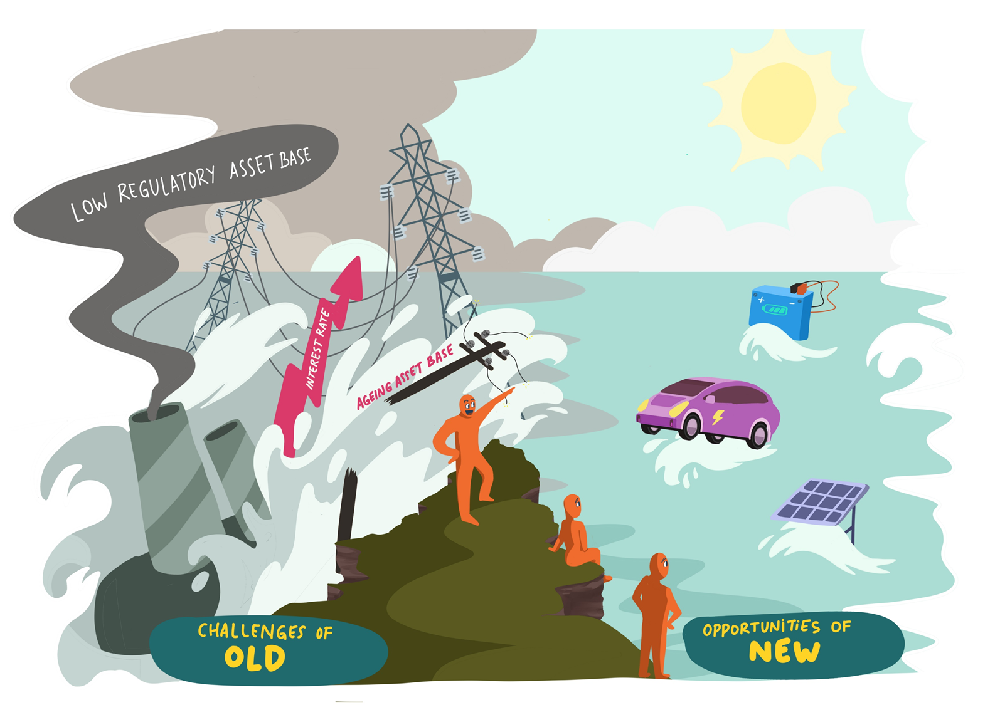 LOW REGULATORY ASSET BASE
INTEREST RATE
AGEING ASSET BASE
+ -
CHALLENGES OF
OLD
OPPORTUNITIES OF
NEW